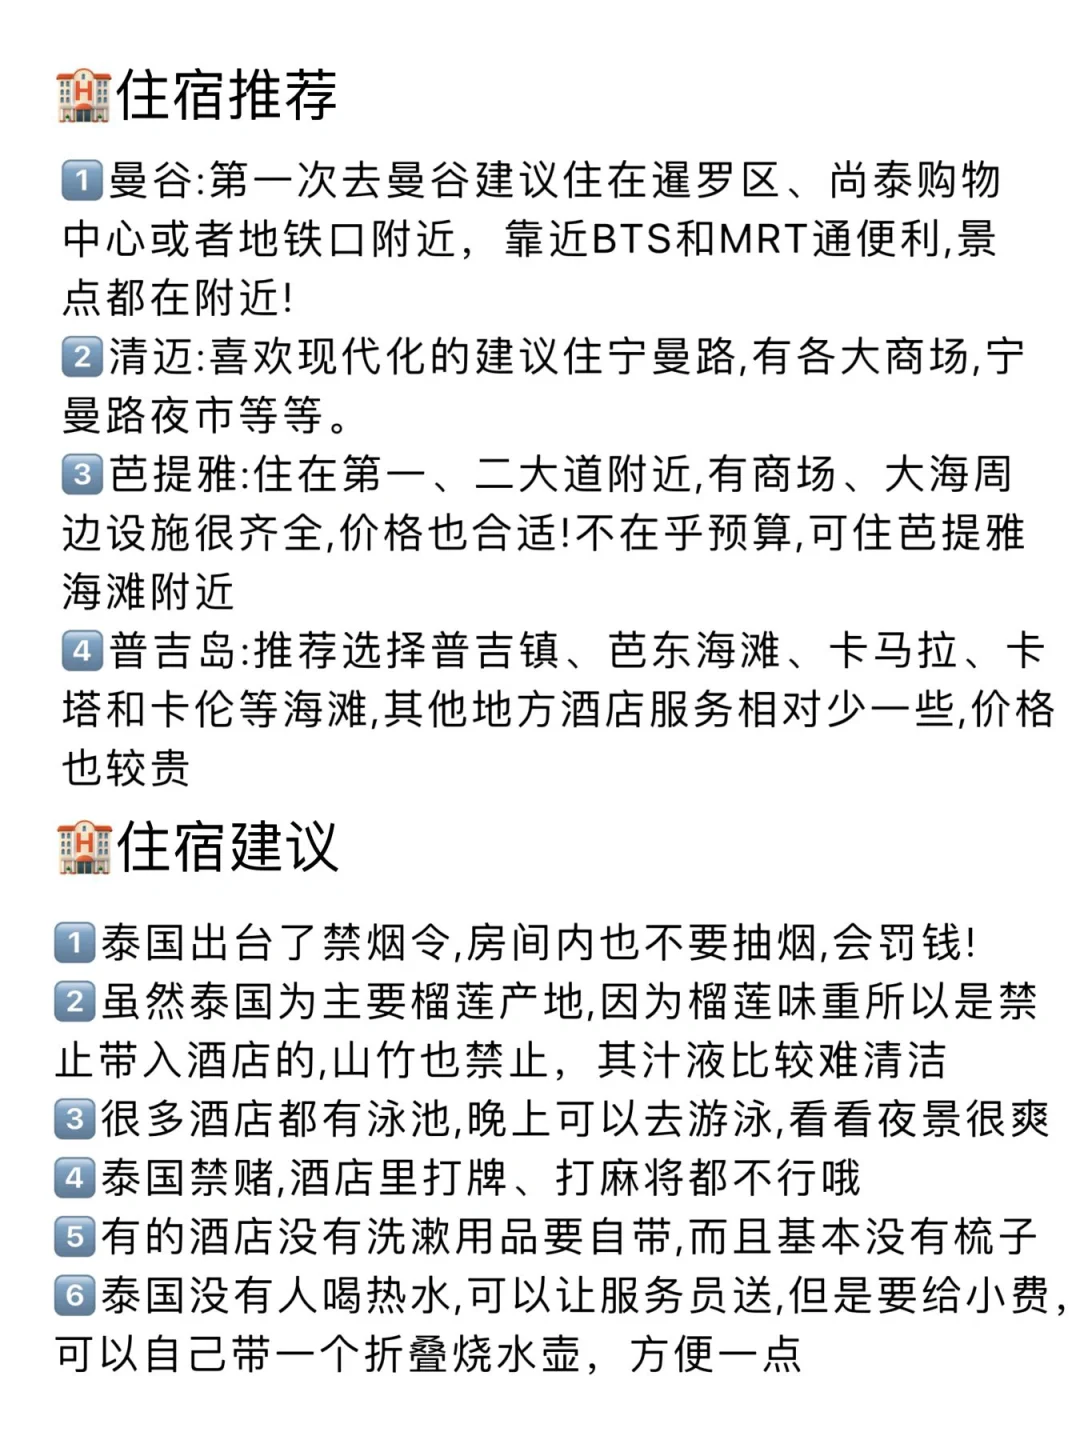 🏨住宿推荐
1️⃣曼谷:第一次去曼谷建议住在暹罗区、尚泰购物
中心或者地铁口附近，靠近BTS和MRT通便利,景
点都在附近!
2️⃣清迈:喜欢现代化的建议住宁曼路,有各大商场,宁
曼路夜市等等。
3️⃣芭提雅:住在第一、二大道附近,有商场、大海周
边设施很齐全,价格也合适!不在乎预算,可住芭提雅
海滩附近
4️⃣普吉岛:推荐选择普吉镇、芭东海滩、卡马拉、卡
塔和卡伦等海滩,其他地方酒店服务相对少一些,价格
也较贵
🏨住宿建议
1️⃣泰国出台了禁烟令,房间内也不要抽烟,会罚钱!
2️⃣虽然泰国为主要榴莲产地,因为榴莲味重所以是禁
止带入酒店的,山竹也禁止，其汁液比较难清洁
3️⃣很多酒店都有泳池,晚上可以去游泳,看看夜景很爽
4️⃣泰国禁赌,酒店里打牌、打麻将都不行哦
5️⃣有的酒店没有洗漱用品要自带,而且基本没有梳子
6️⃣泰国没有人喝热水,可以让服务员送,但是要给小费，
可以自己带一个折叠烧水壶，方便一点